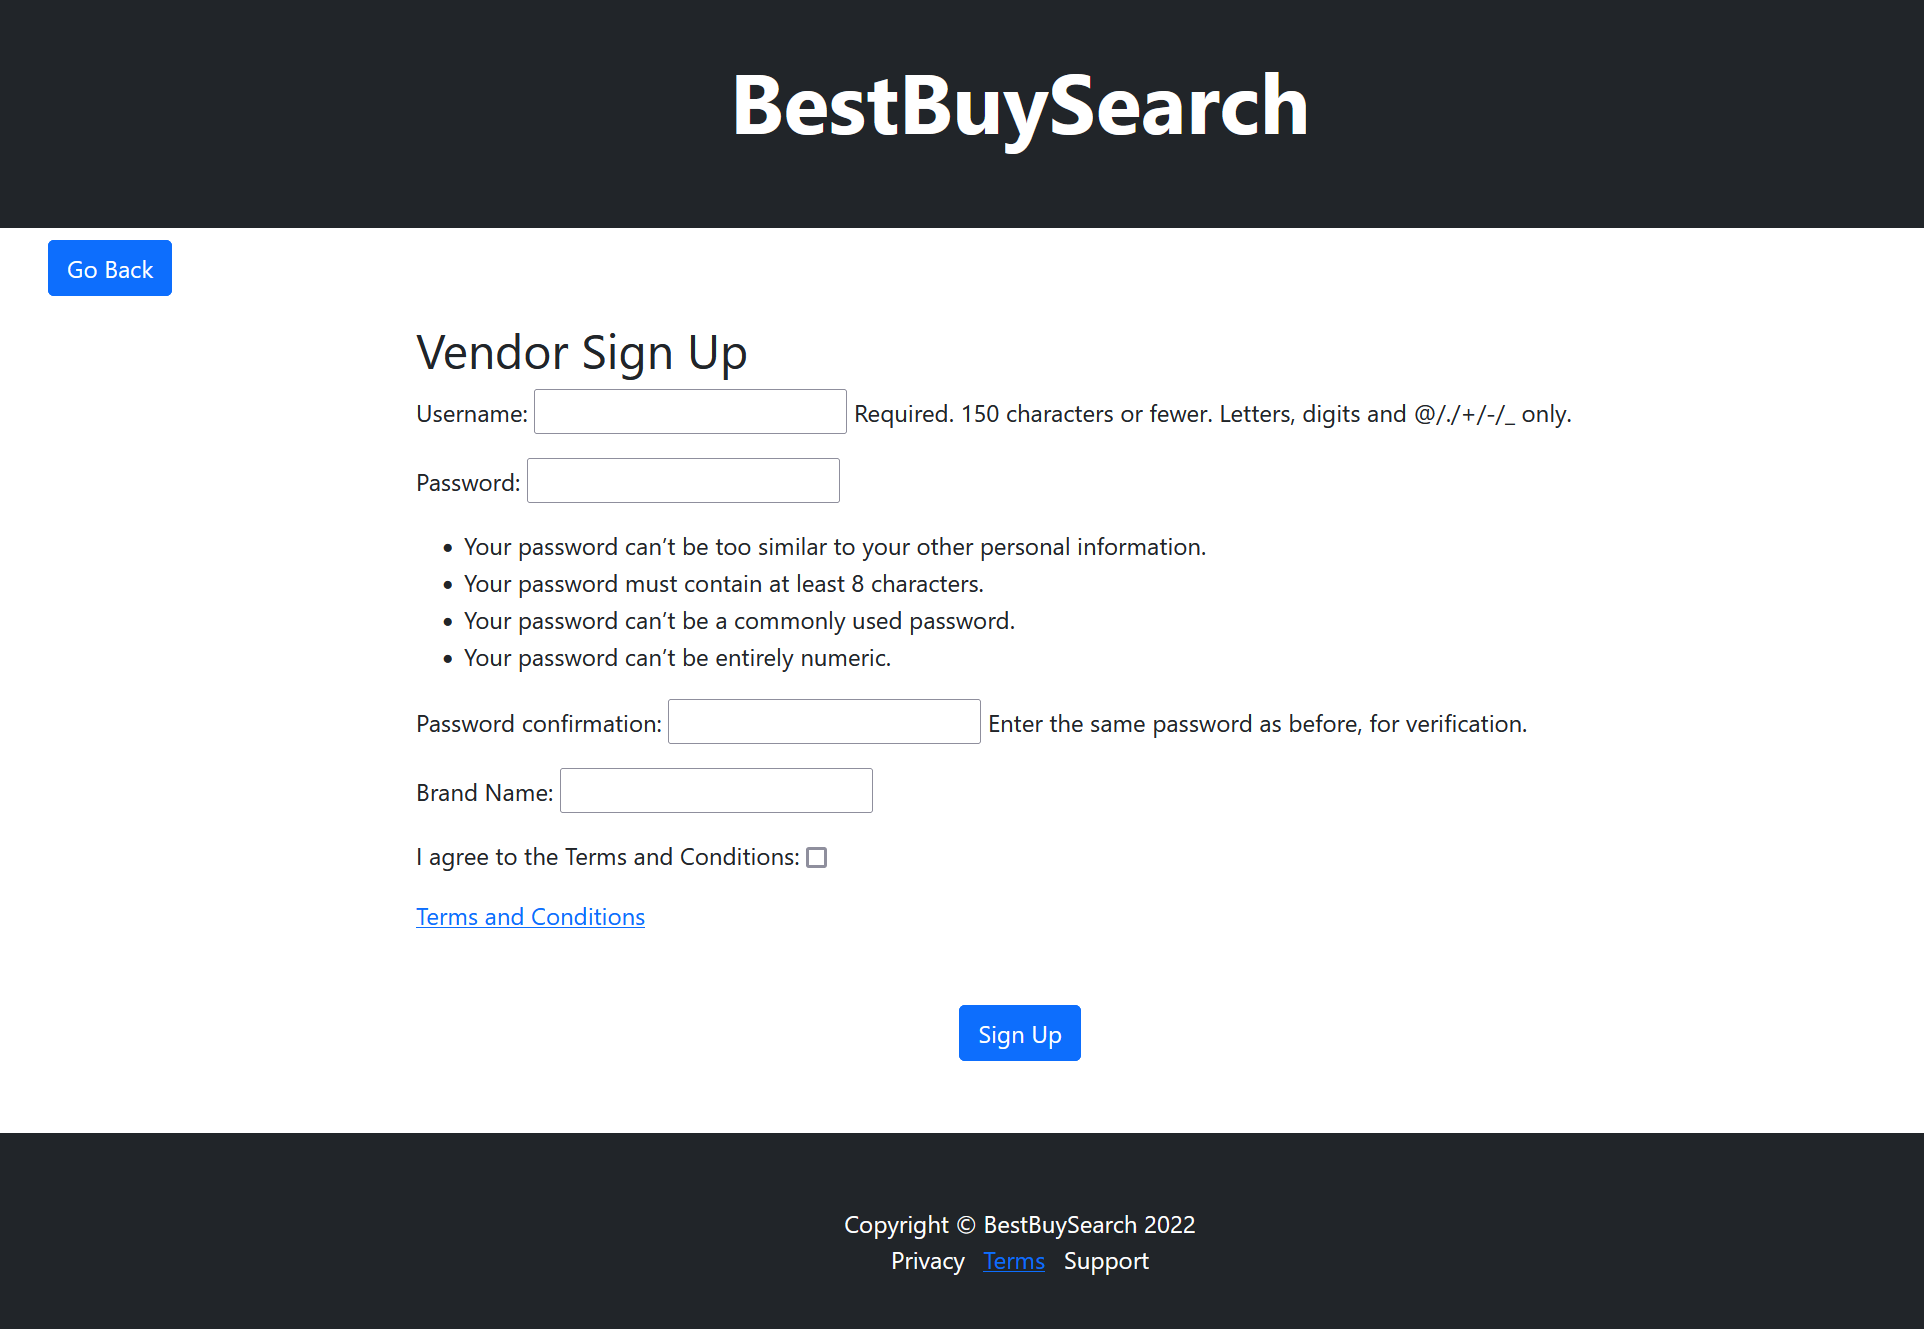 BestBuySearch
Go Back
Vendor Sign Up
Username: Required. 150 characters or fewer. Letters, digits and @/./+/-/_ only.
Password:
• Your password can’t be too similar to your other personal information.
• Your password must contain at least 8 characters.
• Your password can’t be a commonly used password.
• Your password can’t be entirely numeric.
Password confirmation: Enter the same password as before, for verification.
Brand Name:
I agree to the Terms and Conditions:
Terms and Conditions
Sign Up
Copyright © BestBuySearch 2022
Privacy Terms Support